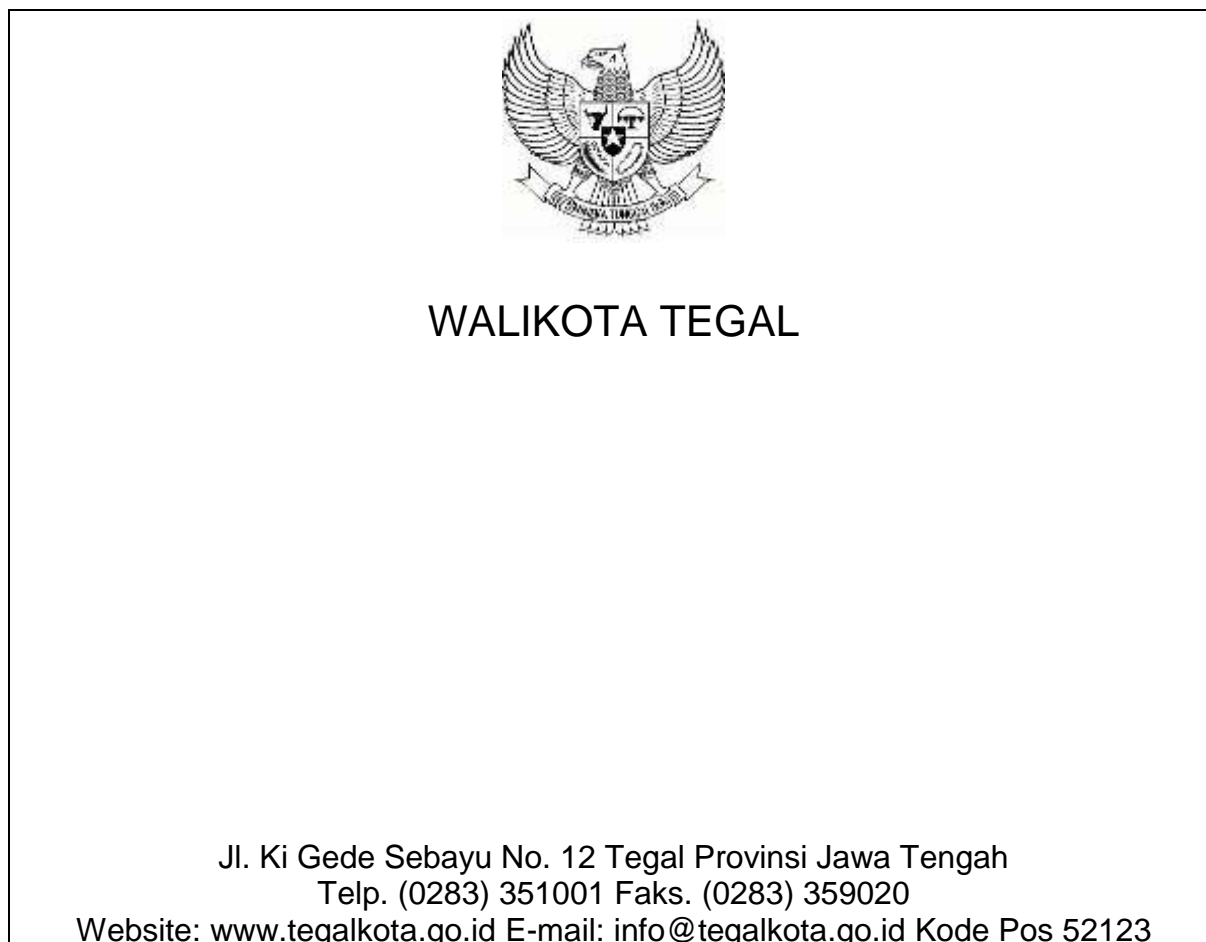 WALIKOTA TEGAL
Jl. Ki Gede Sebayu No. 12 Tegal Provinsi Jawa Tengah
Telp. (0283) 351001 Faks. (0283) 359020
Website: www.tegalkota.go.id E-mail: info@tegalkota.go.id Kode Pos 52123